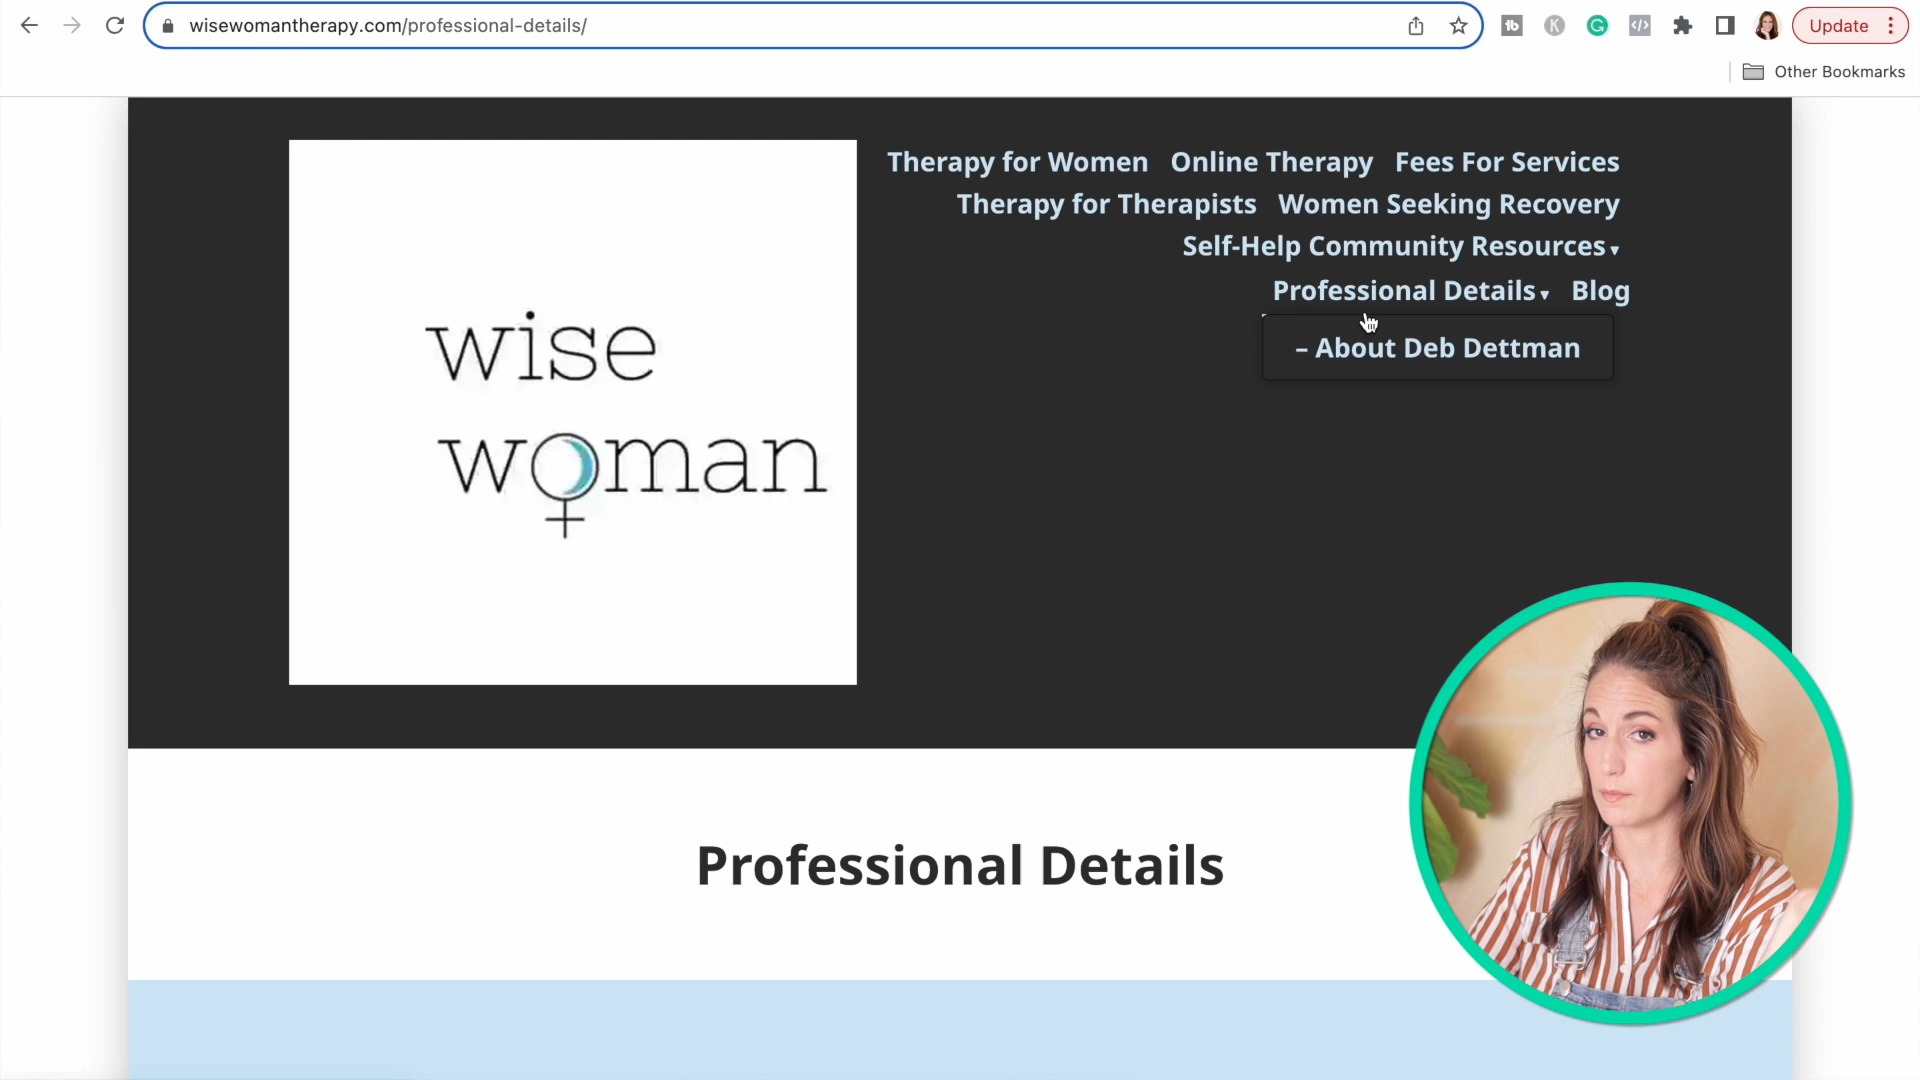 wisewomantherapy.com/professional-details/
Update
Other Bookmarks
Therapy for Women Online Therapy Fees For Services
Therapy for Therapists Women Seeking Recovery
Self-Help Community Resources
Professional Details Blog
– About Deb Dettman
wise
woman
Professional Details